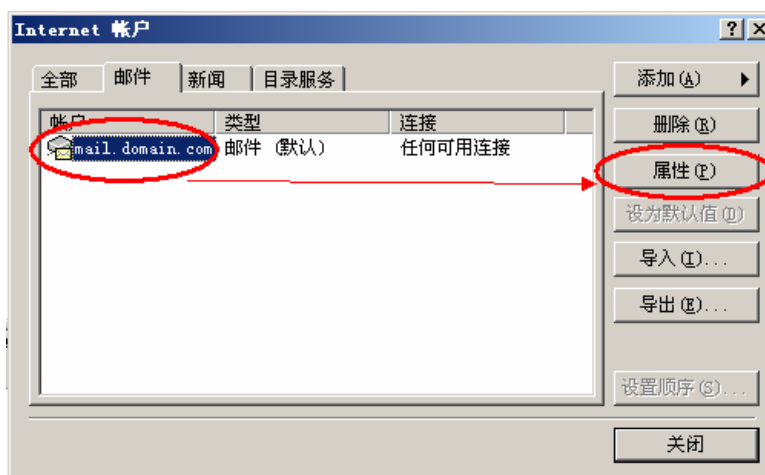 Internet 帐户
全部 邮件 新闻 目录服务
添加(A)
帐户 类型 连接
删除(R)
mail.domain.com 邮件 (默认) 任何可用连接
属性(P)
设为默认值(D)
导入(I)...
导出(E)...
设置顺序(S)...
关闭